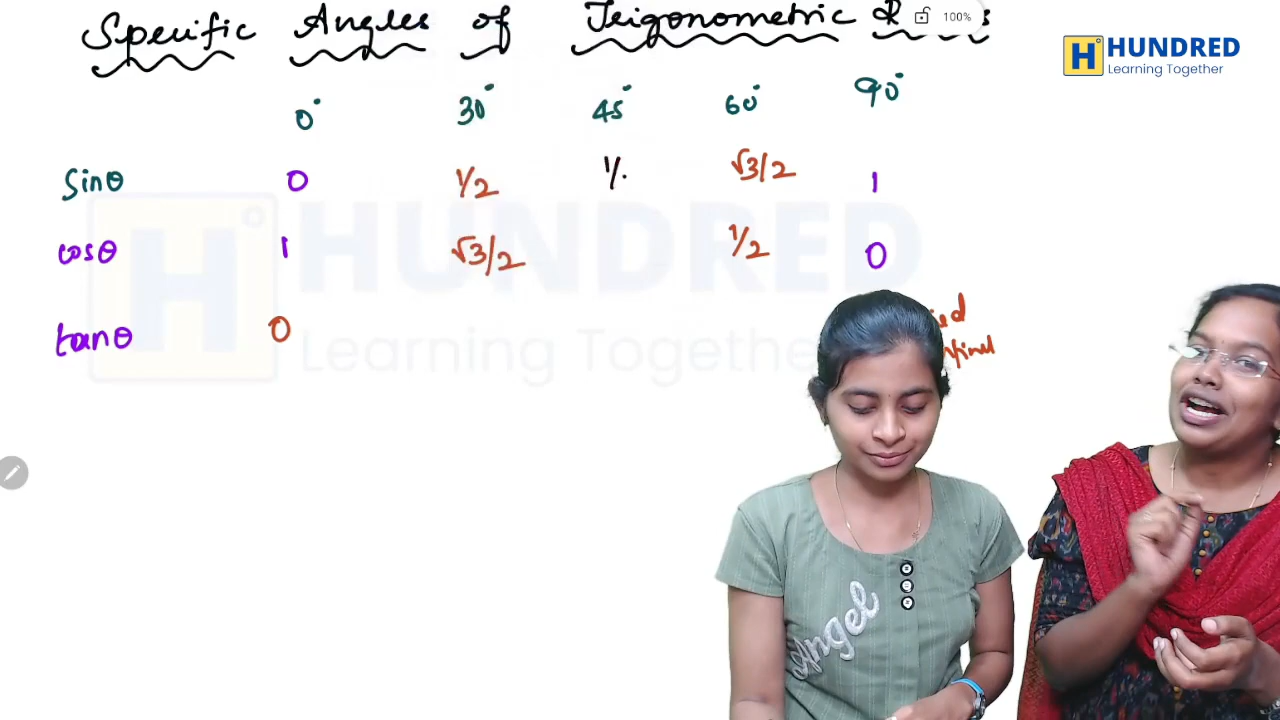 Specific Angles of Trigonometric
100%
HUNDRED
Learning Together
0° 30° 45° 60° 90°
sinθ 0 1/2 1/ √3/2 1
cosθ 1 √3/2 1/2 0
tanθ 0
HUNDRED
Learning Together
Angel